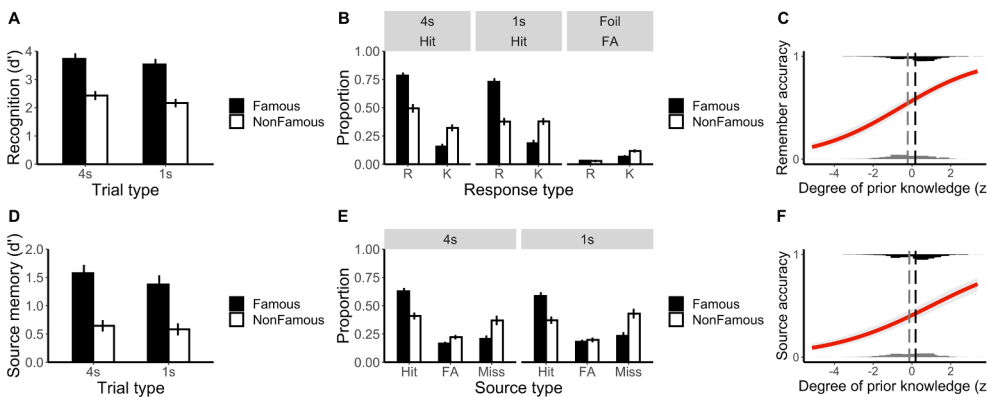 A
Recognition (d')
4
3
2
1
0
4s
1s
Trial type
Famous
NonFamous
B
4s
Hit
1s
Hit
Foil
FA
Proportion
1.00
0.75
0.50
0.25
0.00
R
K
R
K
R
K
Response type
Famous
NonFamous
C
Remember accuracy
1
0
-4
-2
0
2
Degree of prior knowledge (z
D
Source memory (d')
2.0
1.5
1.0
0.5
0.0
4s
1s
Trial type
Famous
NonFamous
E
4s
1s
Proportion
1.00
0.75
0.50
0.25
0.00
Hit
FA
Miss
Hit
FA
Miss
Source type
Famous
NonFamous
F
Source accuracy
1
0
-4
-2
0
2
Degree of prior knowledge (z